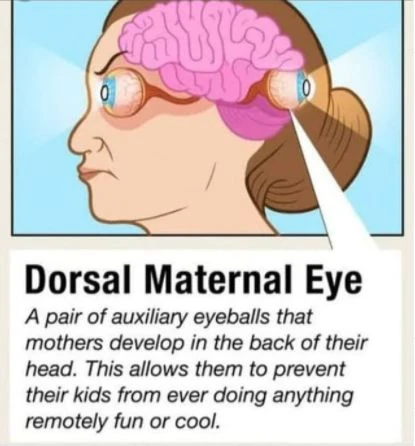 Dorsal Maternal Eye
A pair of auxiliary eyeballs that
mothers develop in the back of their
head. This allows them to prevent
their kids from ever doing anything
remotely fun or cool.